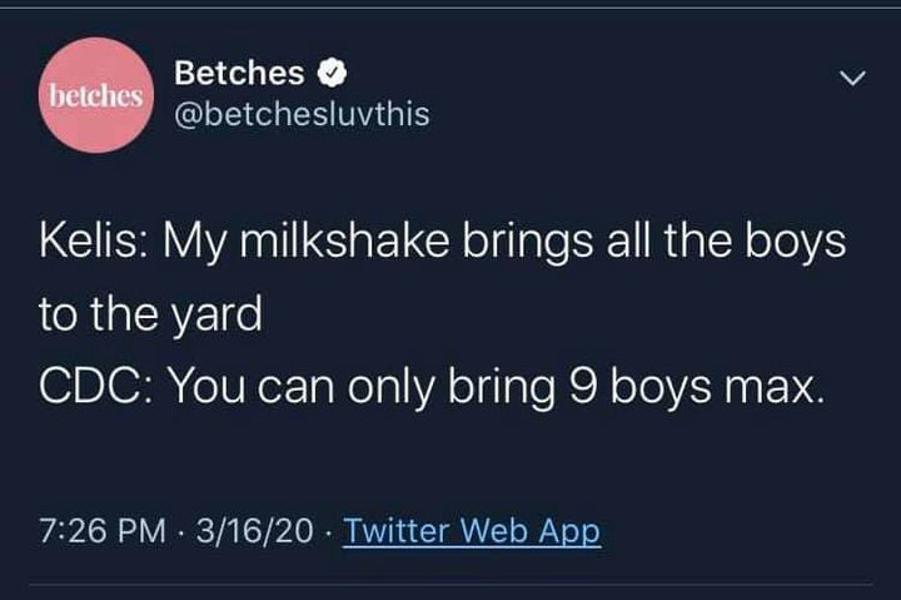 betches
Betches
@betchesluvthis
Kelis: My milkshake brings all the boys
to the yard
CDC: You can only bring 9 boys max.
7:26 PM · 3/16/20 · Twitter Web App